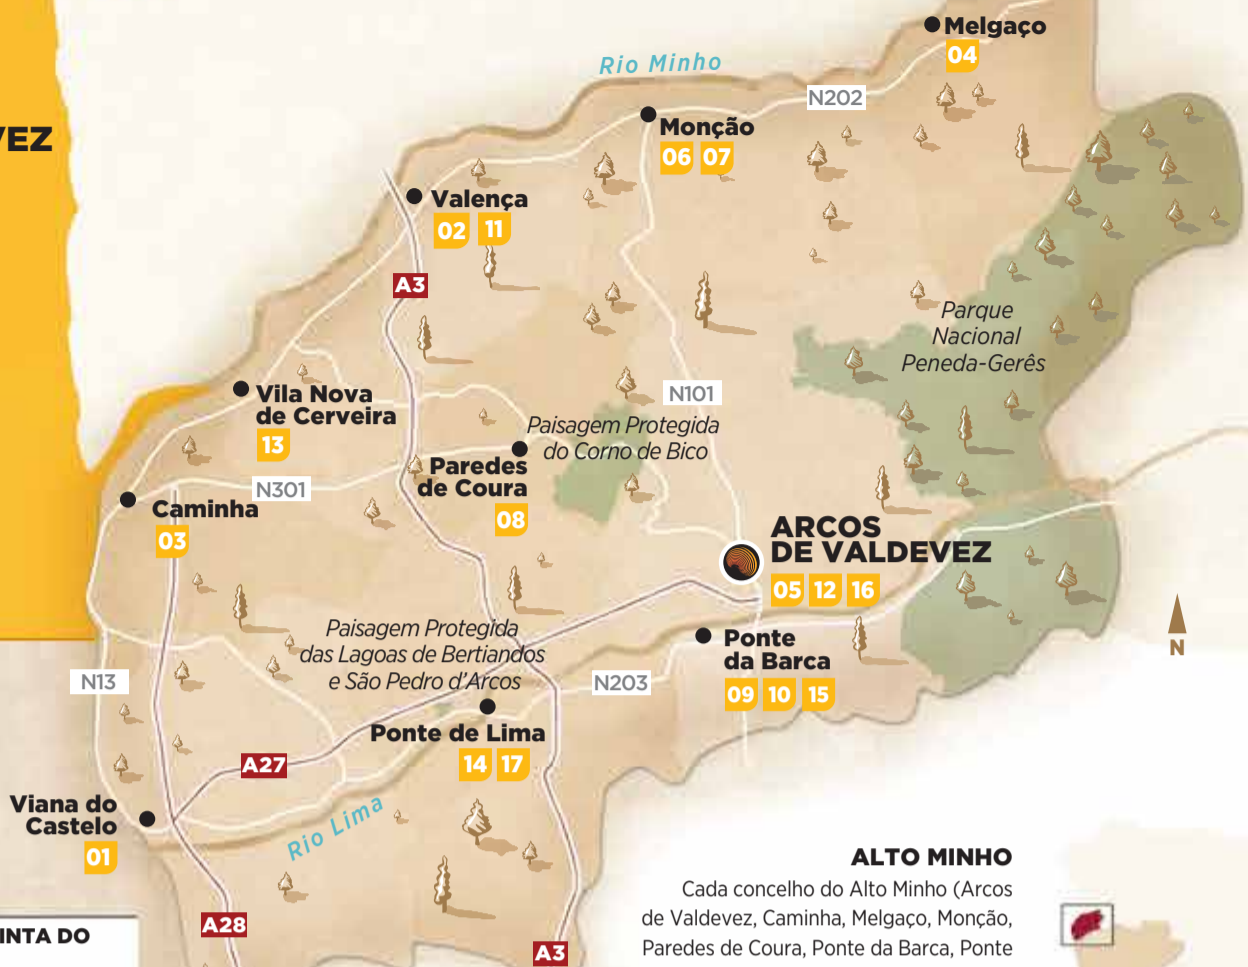 Melgaço
04
Rio Minho
N202
VEZ
Monção
06 07
Valença
02 11
A3
Parque
Nacional
Peneda-Gerês
Vila Nova
de Cerveira
13
N101
Paisagem Protegida
do Corno de Bico
Paredes
de Coura
08
N301
Caminha
03
ARCOS
DE VALDEVEZ
05 12 16
Paisagem Protegida
das Lagoas de Bertiandos
e São Pedro d'Arcos
Ponte
da Barca
09 10 15
N
N13
N203
Ponte de Lima
14 17
A27
Viana do
Castelo
01
Rio Lima
ALTO MINHO
Cada concelho do Alto Minho (Arcos
de Valdevez, Caminha, Melgaço, Monção,
Paredes de Coura, Ponte da Barca, Ponte
A28
INTA DO
A3